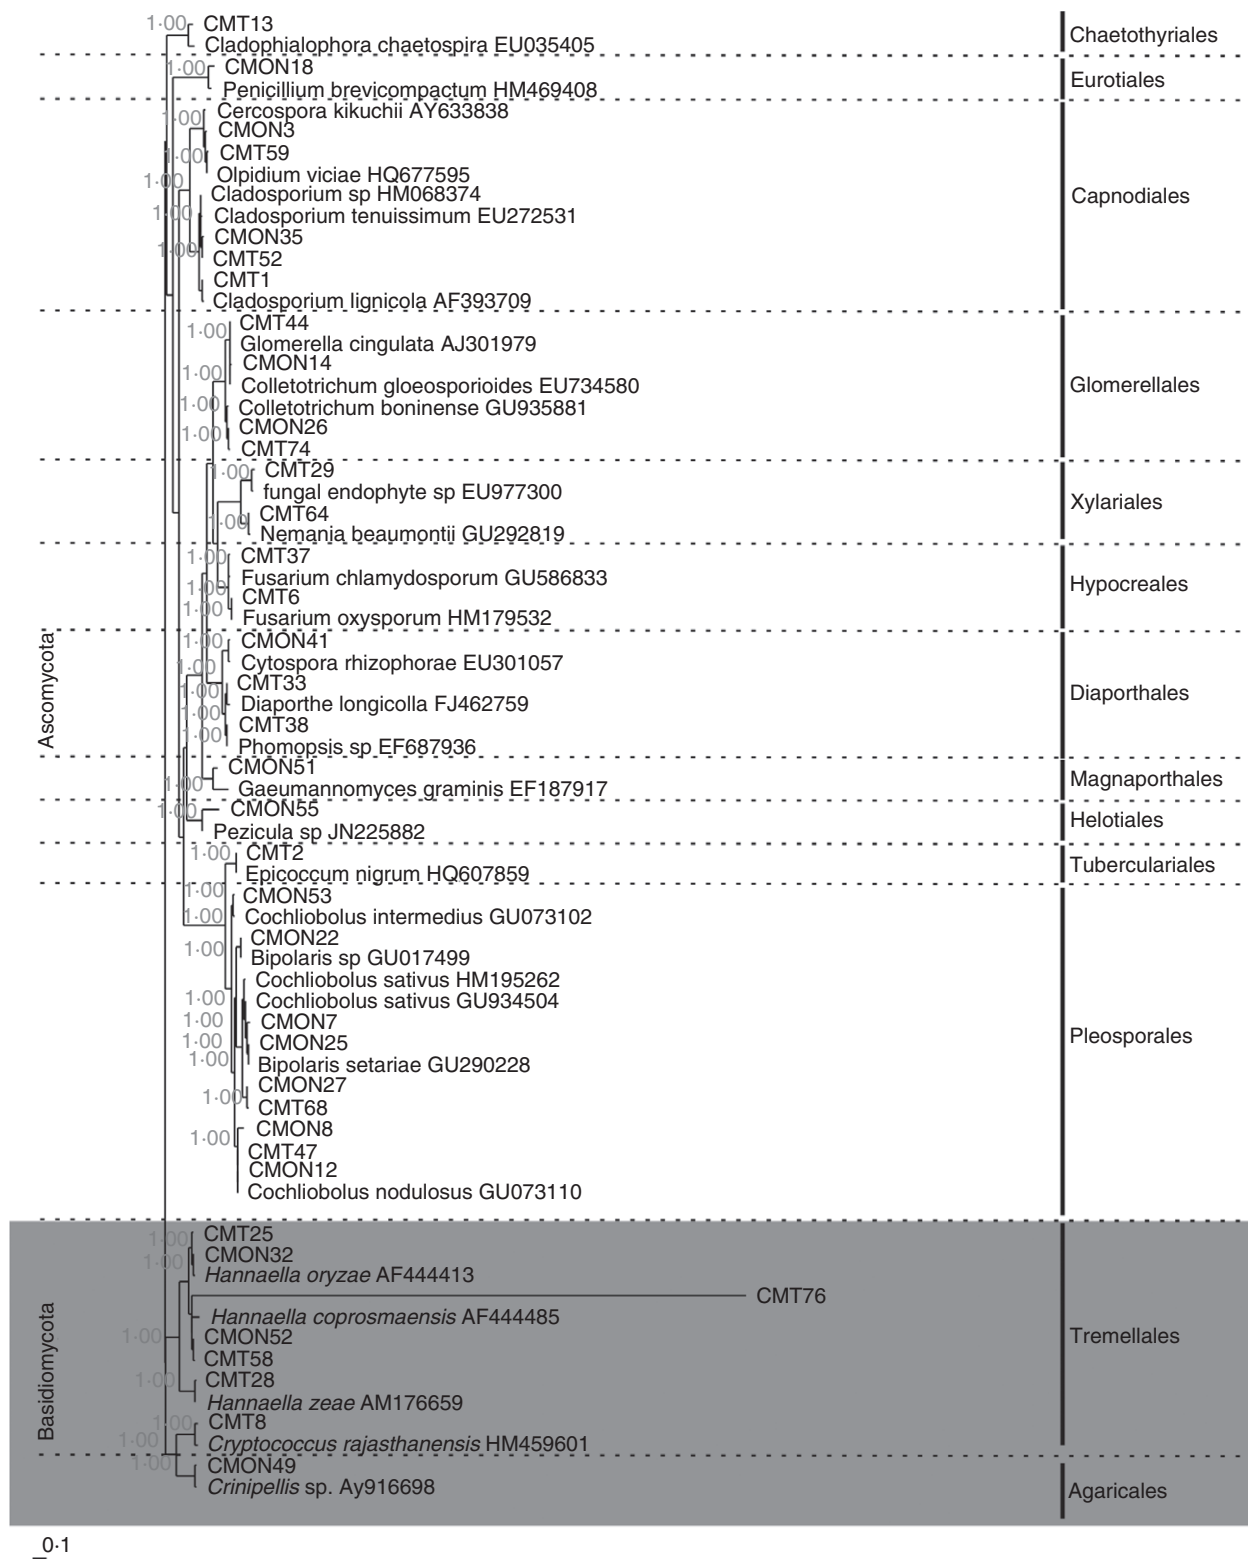 1·00 CMT13
Cladophialophora chaetospira EU035405
Chaetothyriales
1·00 CMON18
Penicillium brevicompactum HM469408
Eurotiales
Cercospora kikuchii AY633838
1·00 CMON3
CMT59
1·00
Olpidium viciae HQ677595
1·00
Cladosporium sp HM068374
Capnodiales
1·00 Cladosporium tenuissimum EU272531
CMON35
1·00
CMT52
CMT1
Cladosporium lignicola AF393709
CMT44
1·00
Glomerella cingulata AJ301979
CMON14
1·00
Colletotrichum gloeosporioides EU734580
Glomerellales
1·00 Colletotrichum boninense GU935881
CMON26
1·00
CMT74
1·00 CMT29
fungal endophyte sp EU977300
Xylariales
CMT64
1·00
Nemania beaumontii GU292819
1·00 CMT37
Fusarium chlamydosporum GU586833
Hypocreales
1·00
CMT6
1·00
Fusarium oxysporum HM179532
Ascomycota
1·00 CMON41
Cytospora rhizophorae EU301057
1·00
CMT33
1·00
Diaporthales
Diaporthe longicolla FJ462759
1·00
CMT38
1·00
Phomopsis sp EF687936
CMON51
1·00
Gaeumannomyces graminis EF187917
Magnaporthales
1·00 CMON55
Pezicula sp JN225882
Helotiales
1·00 CMT2
Epicoccum nigrum HQ607859
Tuberculariales
1·00
CMON53
1·00 Cochliobolus intermedius GU073102
CMON22
1·00
Bipolaris sp GU017499
Cochliobolus sativus HM195262
1·00 Cochliobolus sativus GU934504
1·00 CMON7
1·00 CMON25
Pleosporales
1·00
Bipolaris setariae GU290228
CMON27
1·00
CMT68
CMON8
1·00
CMT47
CMON12
Cochliobolus nodulosus GU073110
1·00 CMT25
CMON32
1·00
Hannaella oryzae AF444413
CMT76
Hannaella coprosmaensis AF444485
1·00 CMON52
Tremellales
Basidiomycota
CMT58
1·00 CMT28
Hannaella zeae AM176659
1·00 CMT8
1·00
Cryptococcus rajasthanensis HM459601
1·00
CMON49
Crinipellis sp. Ay916698
Agaricales
0·1